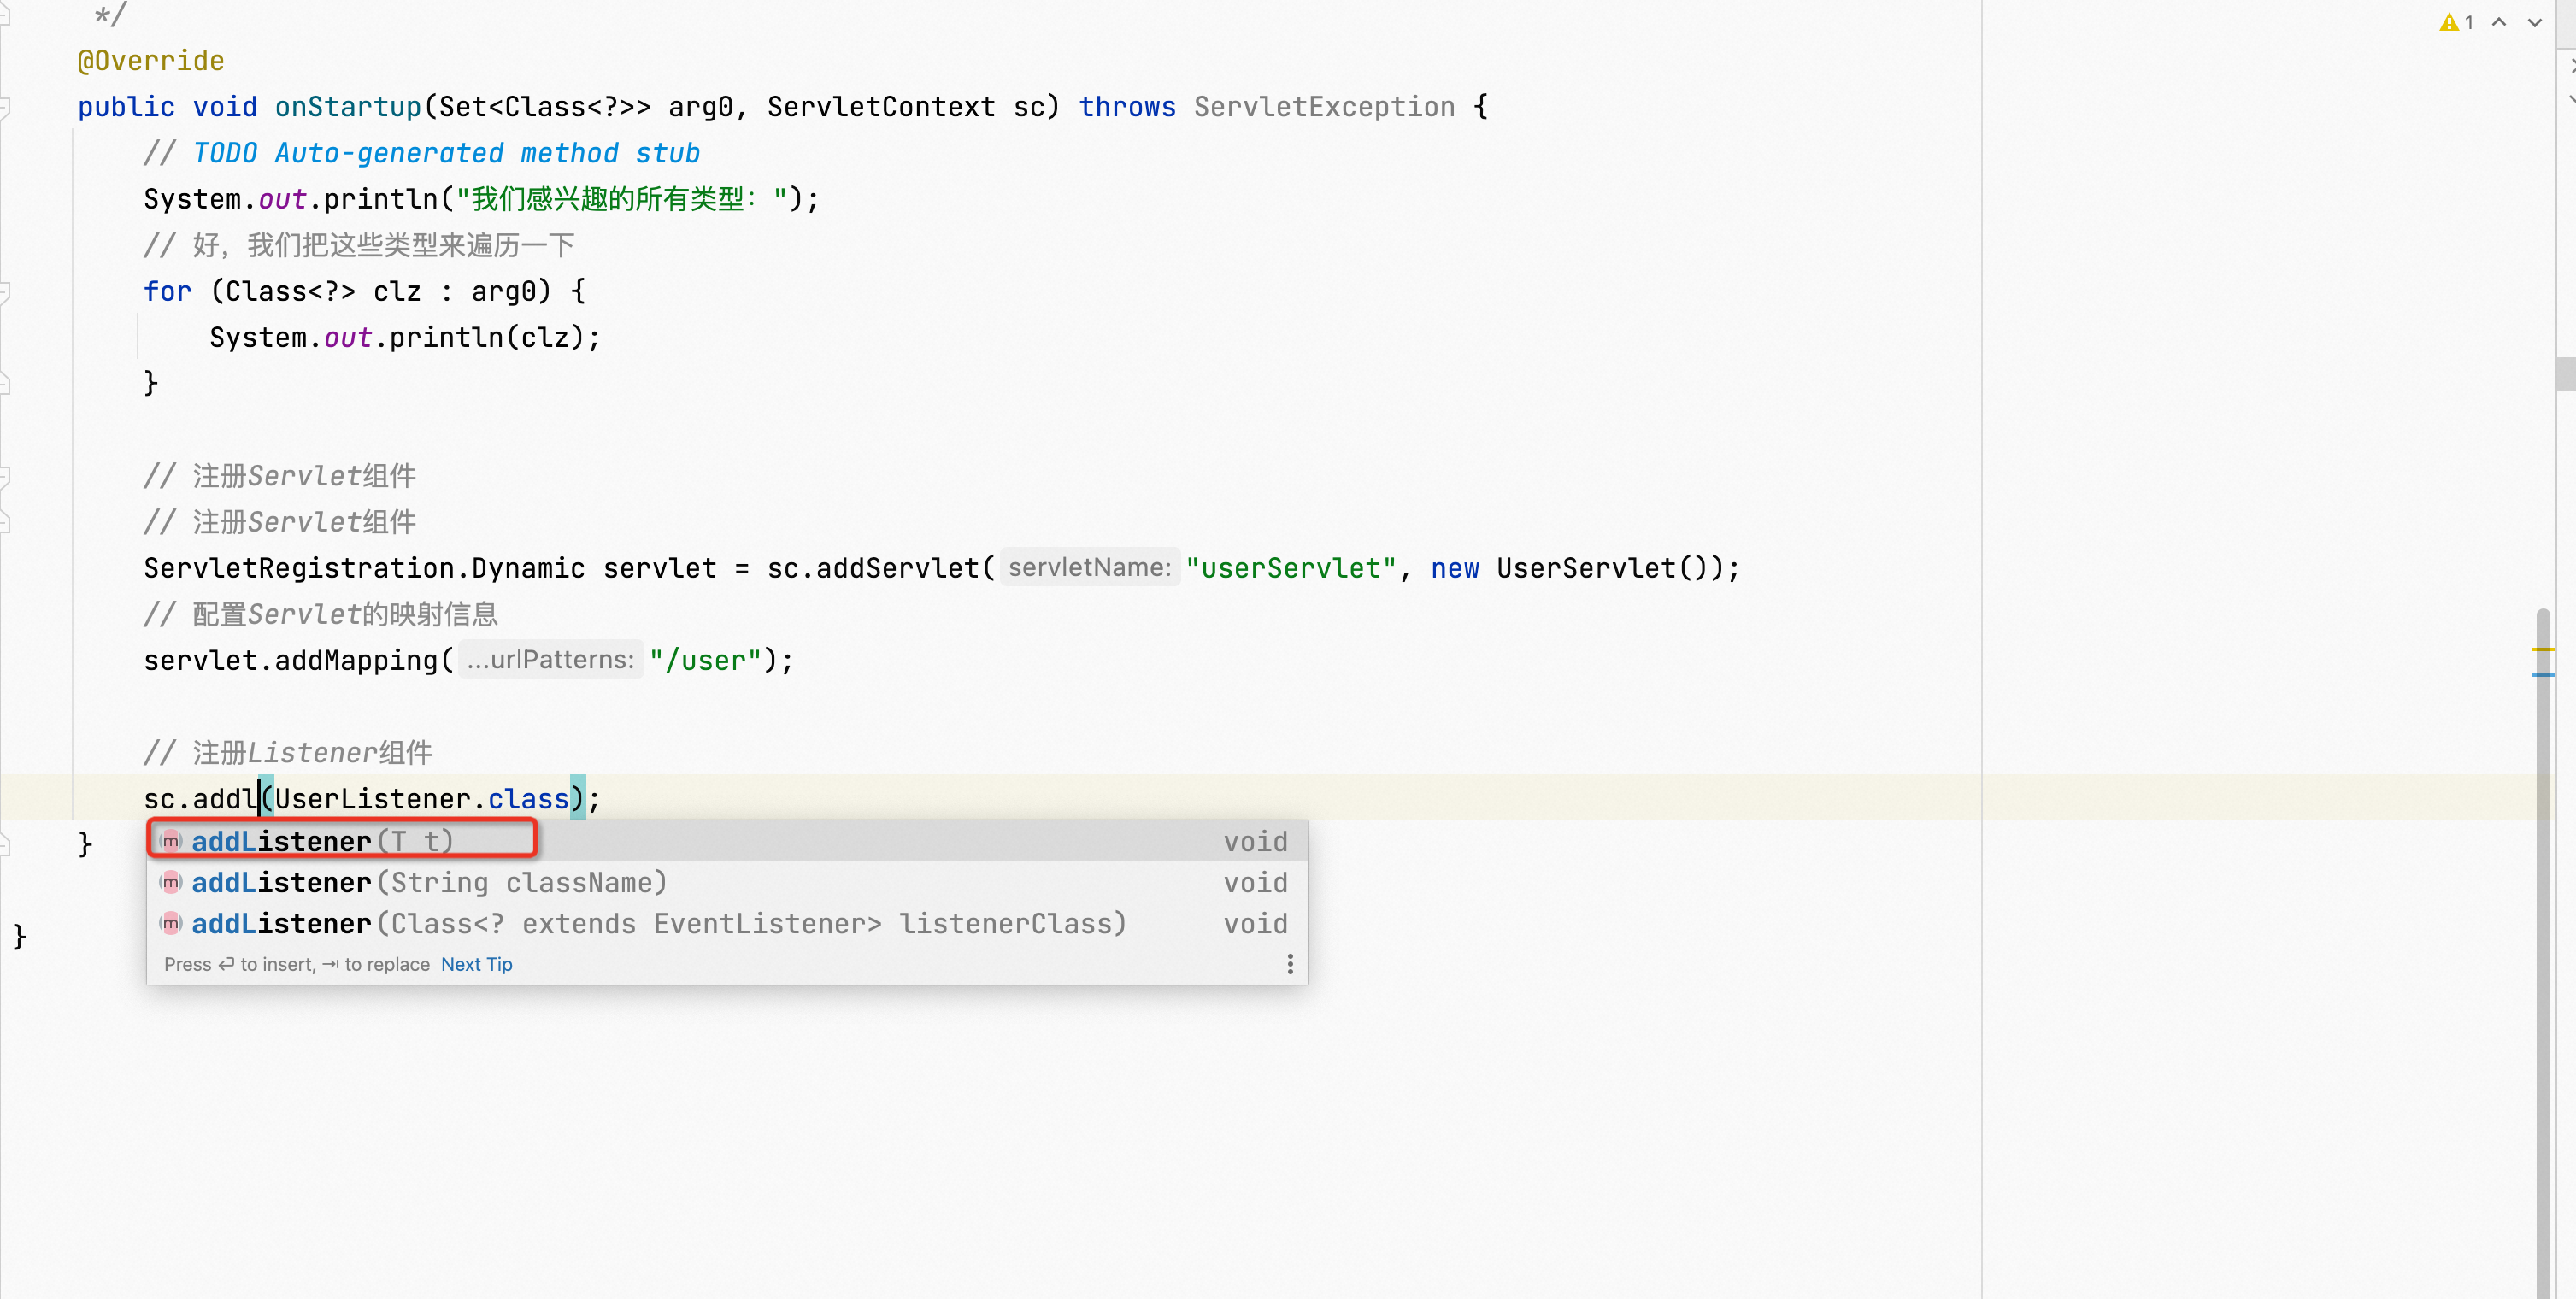 */
1
@Override
public void onStartup(Set<Class<?>> arg0, ServletContext sc) throws ServletException {
// TODO Auto-generated method stub
System.out.println("我们感兴趣的所有类型：");
// 好，我们把这些类型来遍历一下
for (Class<?> clz : arg0) {
System.out.println(clz);
}
// 注册Servlet组件
// 注册Servlet组件
ServletRegistration.Dynamic servlet = sc.addServlet( servletName: "userServlet", new UserServlet());
// 配置Servlet的映射信息
servlet.addMapping( ...urlPatterns: "/user");
// 注册Listener组件
sc.addl(UserListener.class);
}
m addListener(T t) void
m addListener(String className) void
m addListener(Class<? extends EventListener> listenerClass) void
Press ↵ to insert, ⇥ to replace Next Tip
}